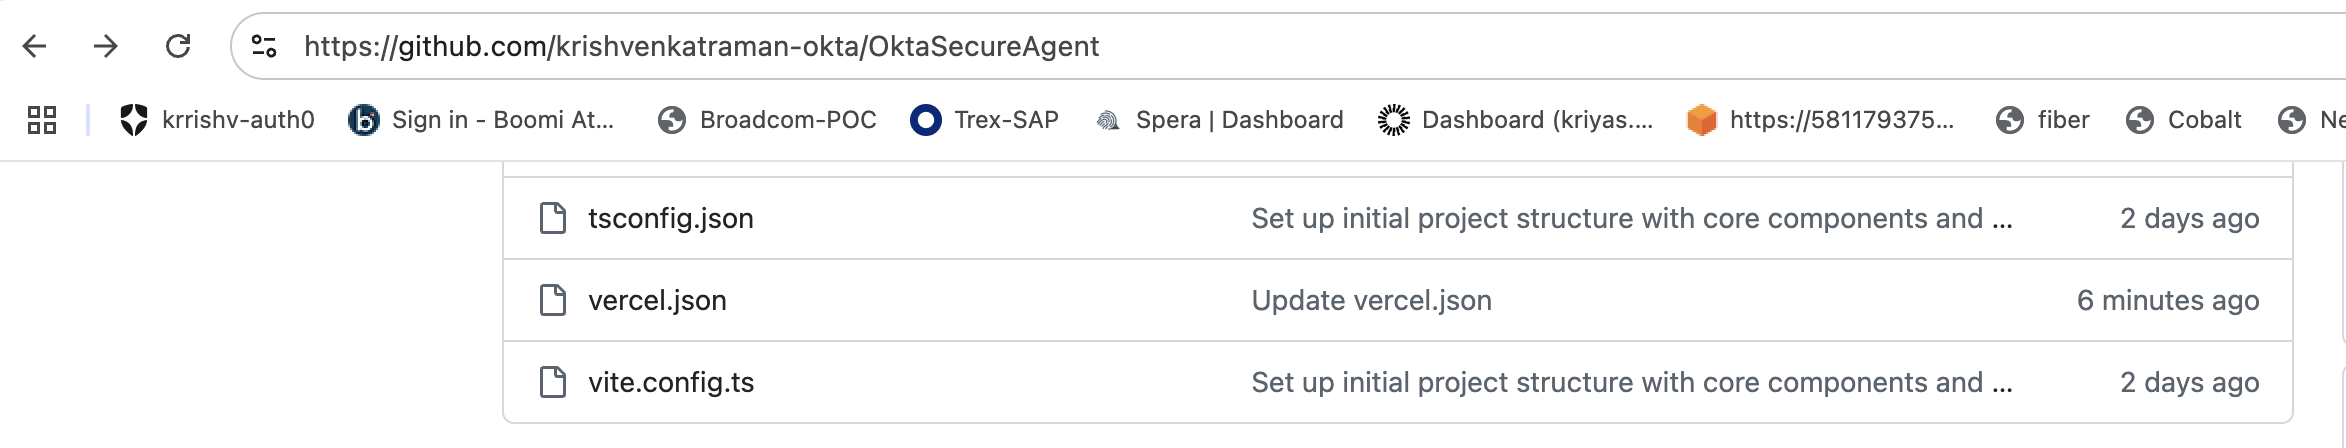 https://github.com/krishvenkatraman-okta/OktaSecureAgent
krrishv-auth0 Sign in - Boomi At... Broadcom-POC Trex-SAP Spera | Dashboard Dashboard (kriyas.... https://581179375... fiber Cobalt Ne
tsconfig.json Set up initial project structure with core components and ... 2 days ago
vercel.json Update vercel.json 6 minutes ago
vite.config.ts Set up initial project structure with core components and ... 2 days ago